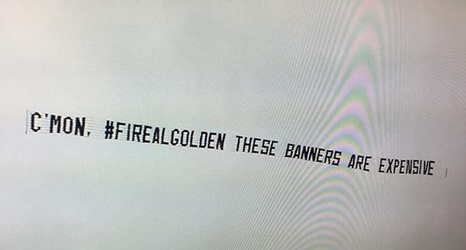 C'MON, #FIREALGOLDEN THESE BANNERS ARE EXPENSIVE